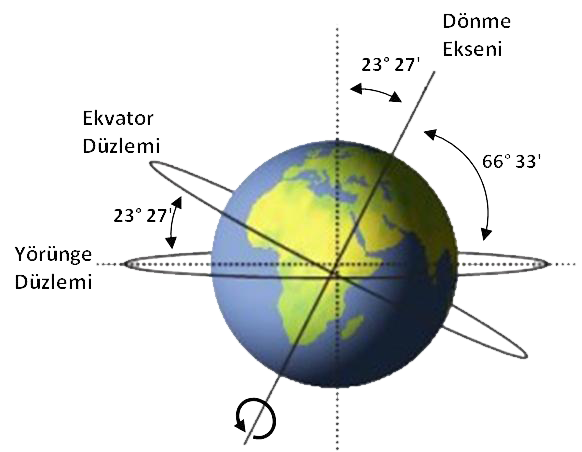 Dönme
Ekseni
23° 27'
Ekvator
Düzlemi
66° 33'
23° 27'
Yörünge
Düzlemi